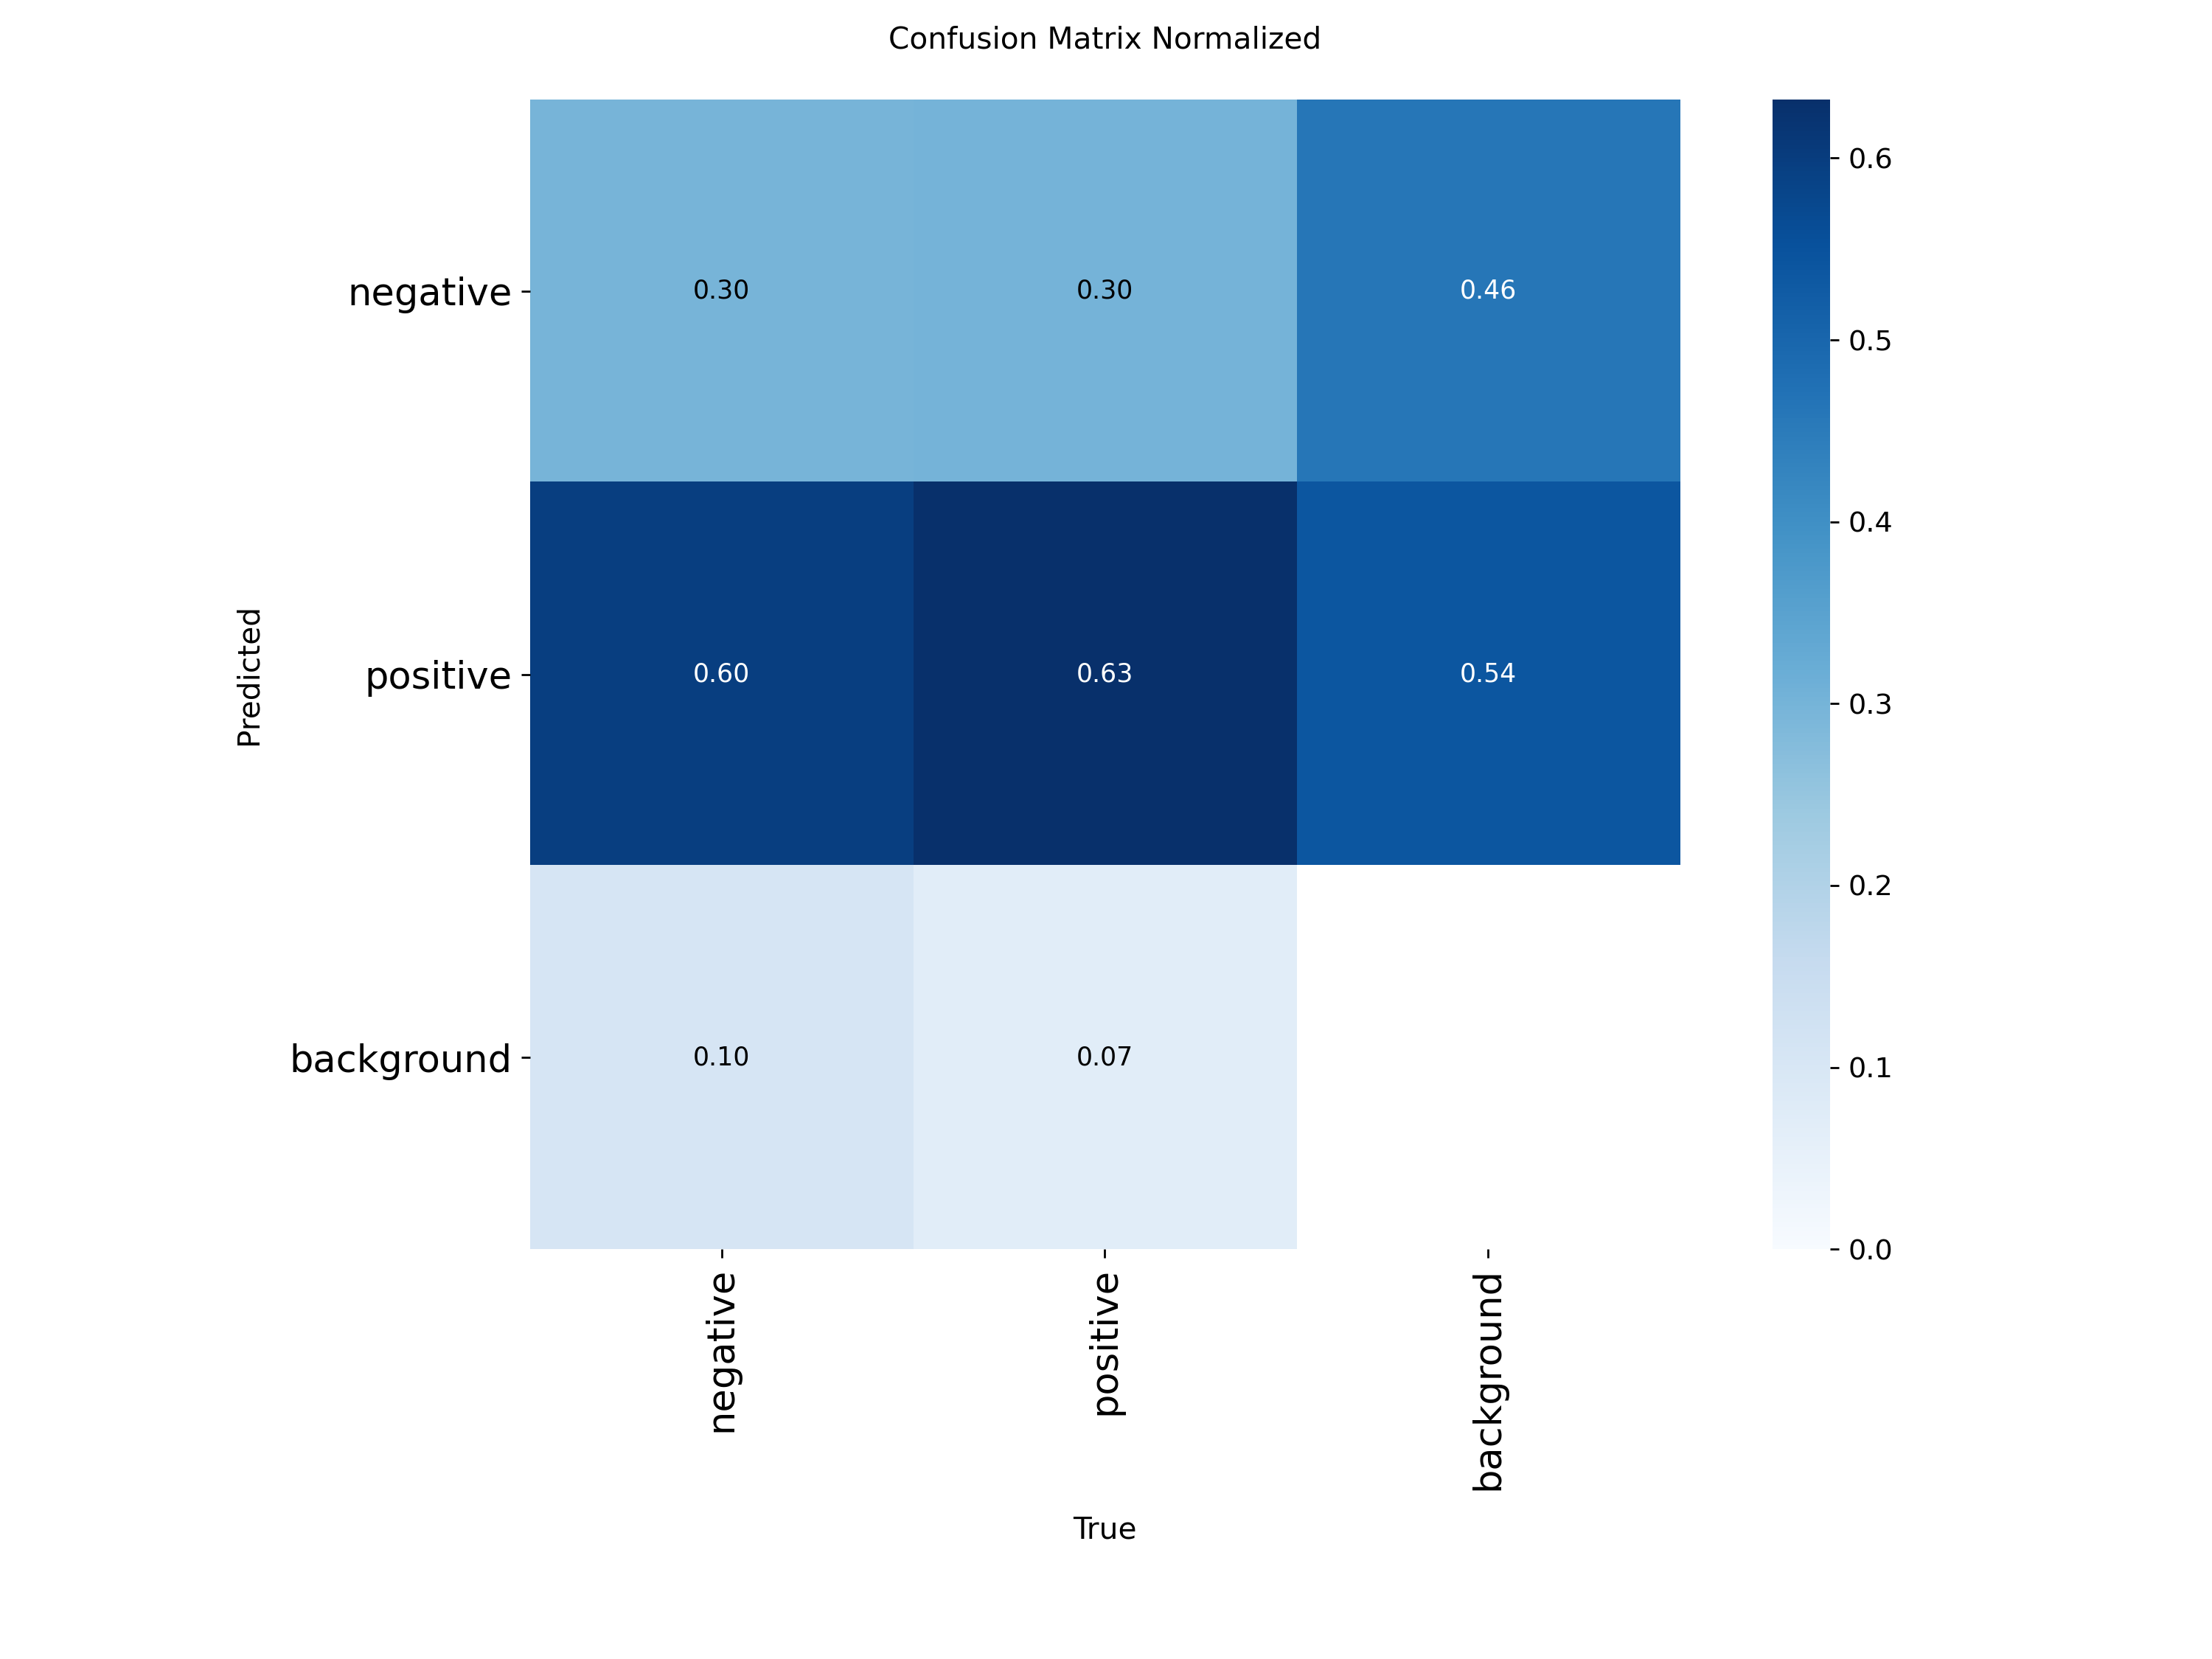 Confusion Matrix Normalized
negative
0.30
0.30
0.46
positive
0.60
0.63
0.54
background
0.10
0.07
Predicted
negative
positive
background
True
0.6
0.5
0.4
0.3
0.2
0.1
0.0